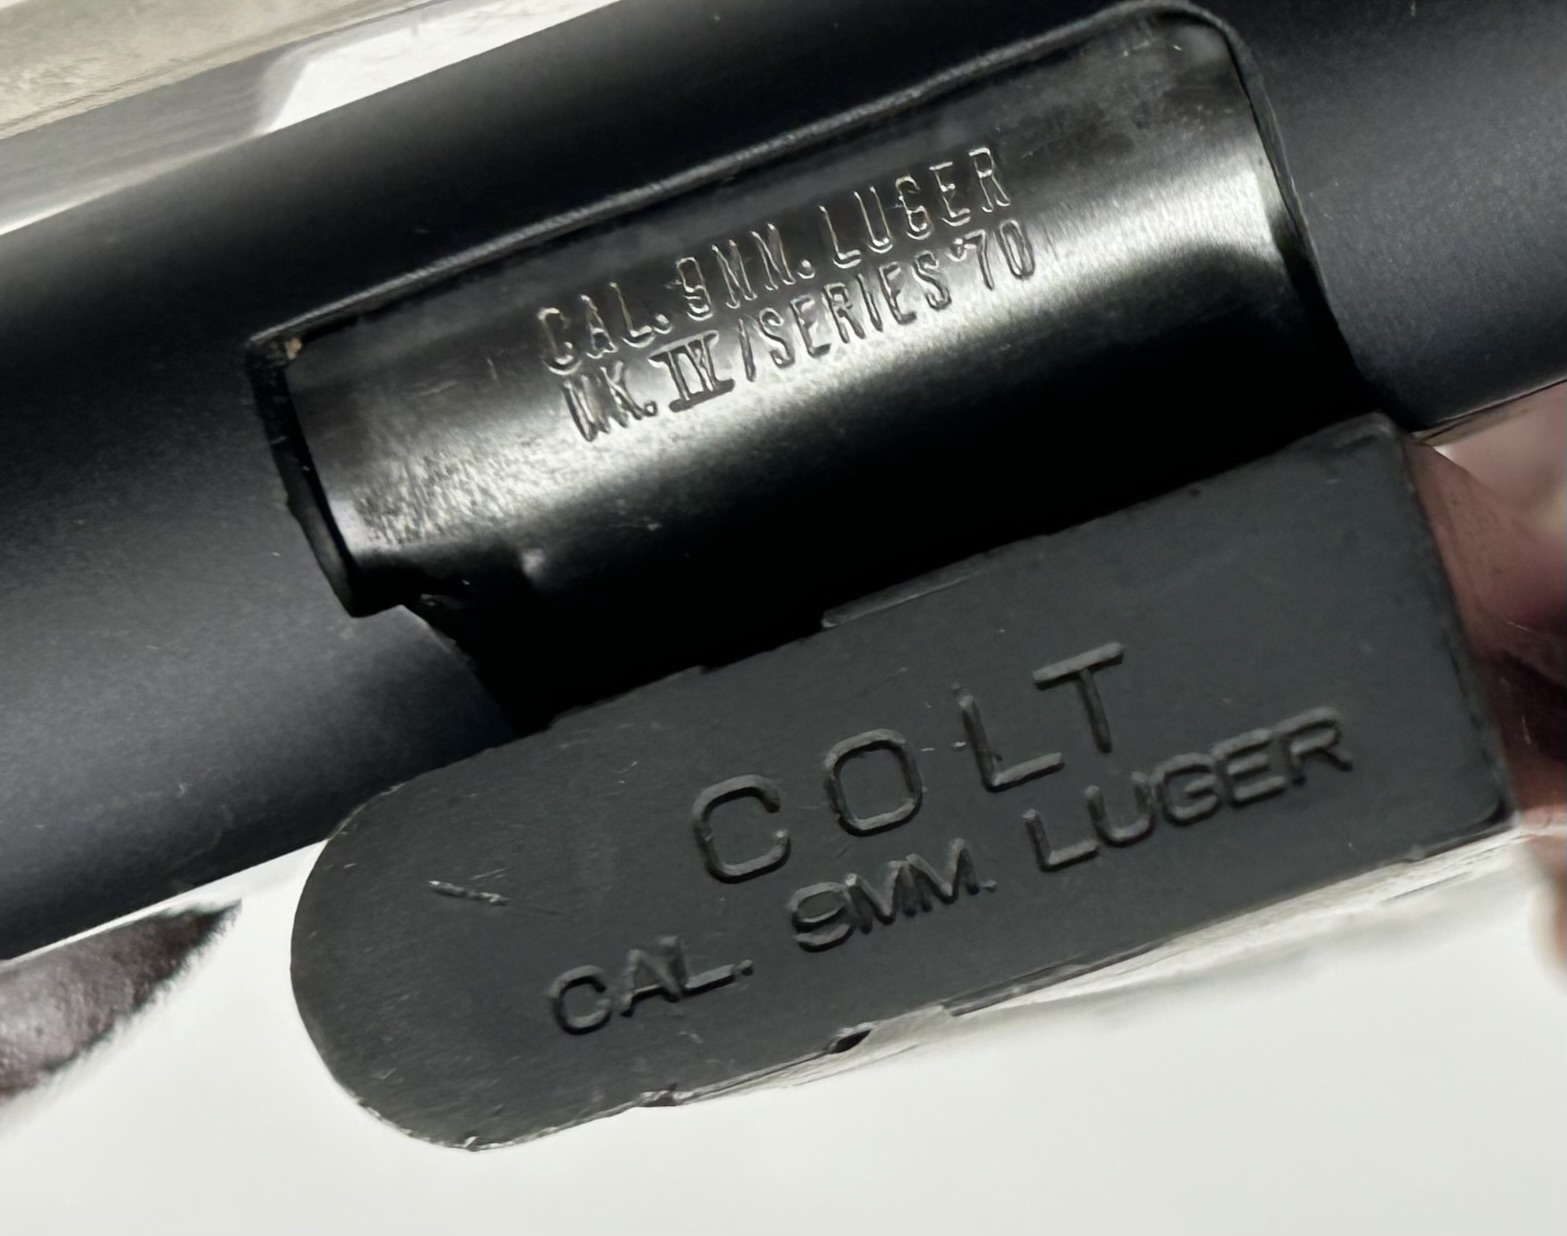 CAL. 9MM. LUGER
MK. IV/SERIES'70
COLT
CAL. 9MM. LUGER